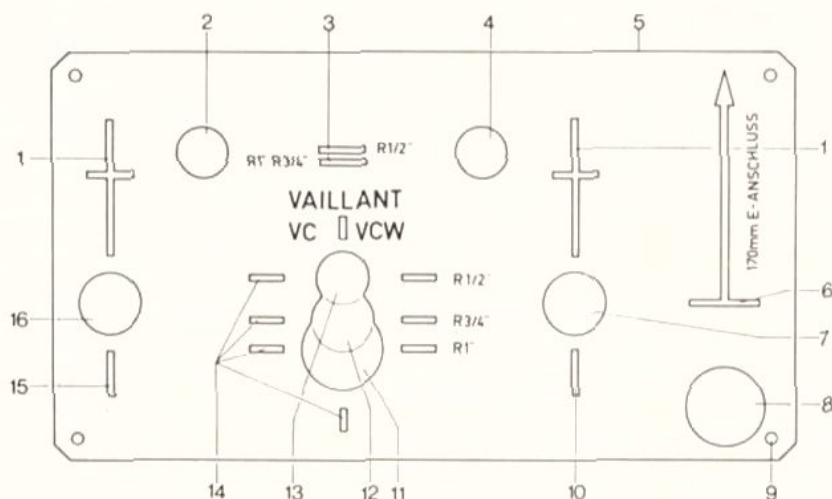 2 3 4 5
1 R1/2" 1
R1" R3/4"
VAILLANT
VC VCW
170mm E-ANSCHLUSS
R1/2" 6
16 R3/4" 7
15 R1"
8
14 13 12 11 10 9